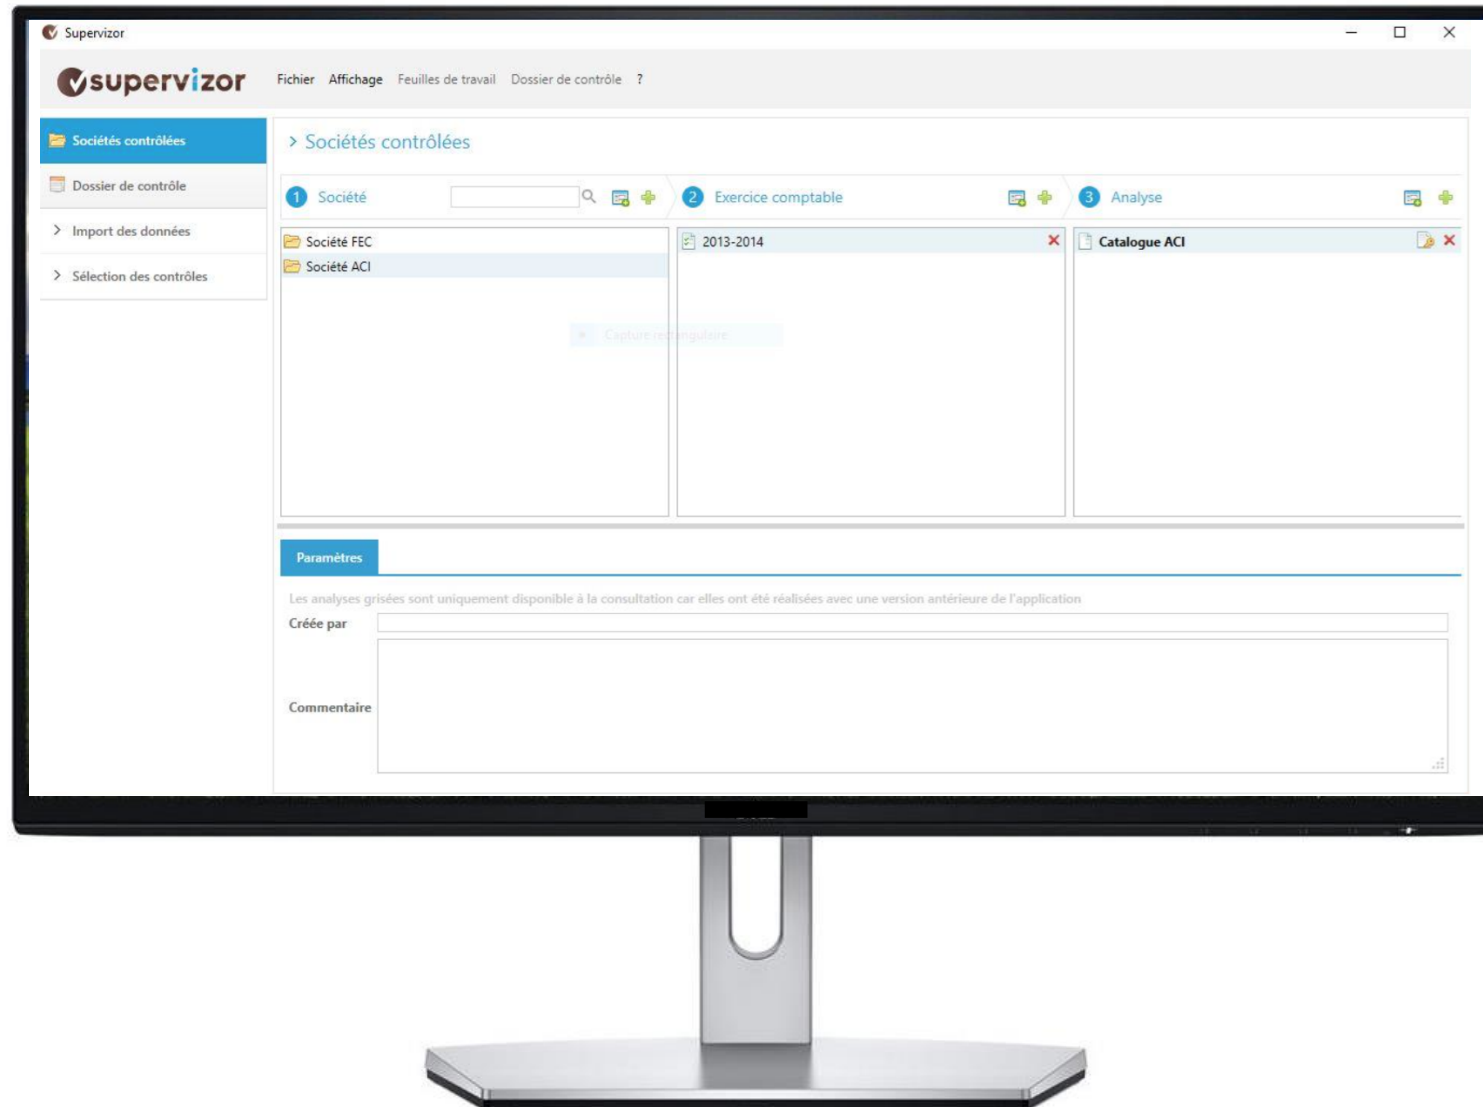 Supervizor
supervizor
Fichier Affichage Feuilles de travail Dossier de contrôle ?
Sociétés contrôlées
Dossier de contrôle
Import des données
Sélection des contrôles
> Sociétés contrôlées
1 Société
2 Exercice comptable
3 Analyse
Société FEC
Société ACI
2013-2014
Catalogue ACI
Capture rectangulaire
Paramètres
Les analyses grisées sont uniquement disponible à la consultation car elles ont été réalisées avec une version antérieure de l'application
Créée par
Commentaire